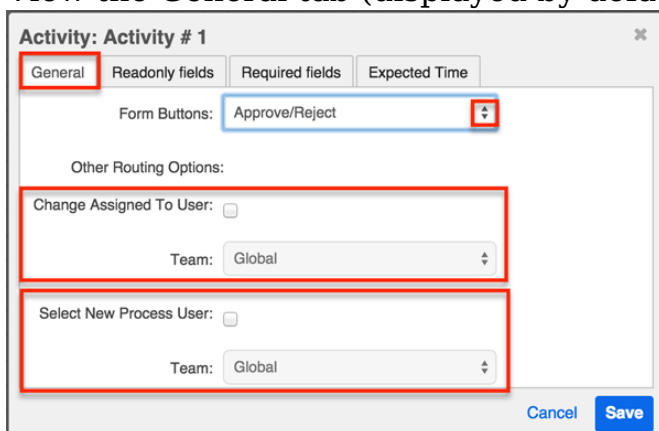 Activity: Activity # 1
General Readonly fields Required fields Expected Time
Form Buttons: Approve/Reject
Other Routing Options:
Change Assigned To User:
Team: Global
Select New Process User:
Team: Global
Cancel Save